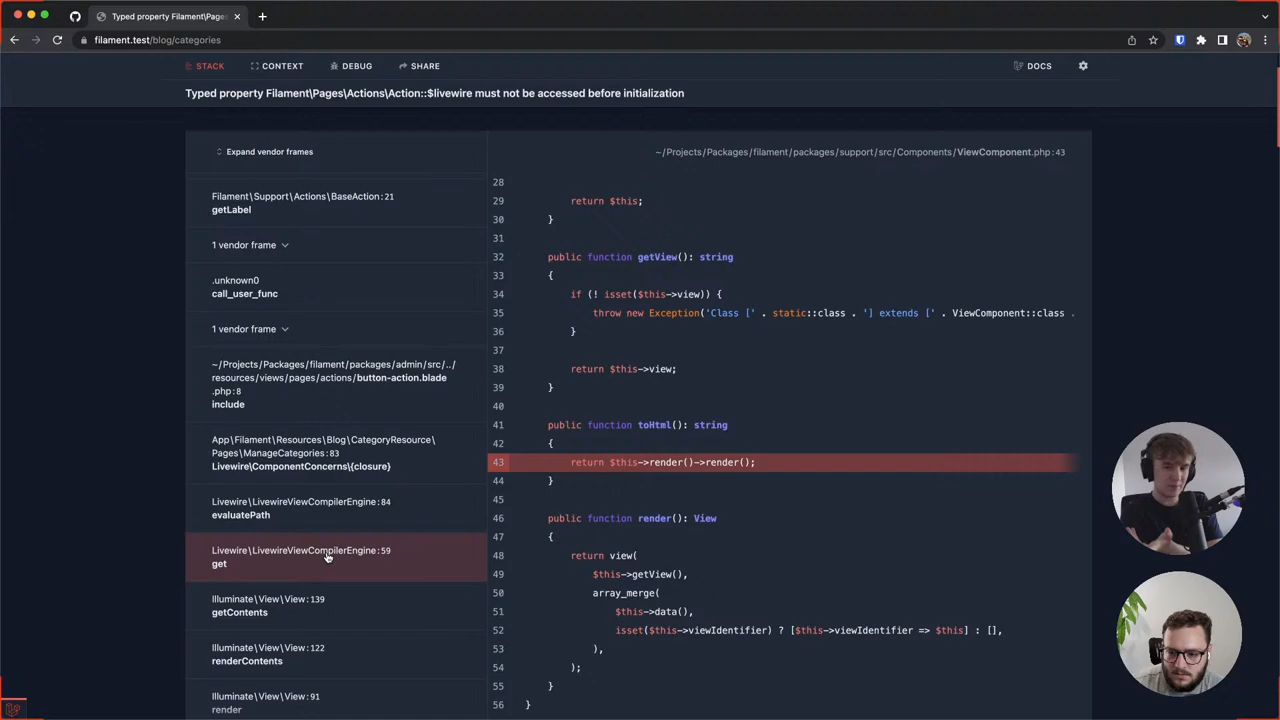 Typed property Filament\Pages
filament.test/blog/categories
STACK
CONTEXT
DEBUG
SHARE
DOCS
Typed property Filament\Pages\Actions\Action::$livewire must not be accessed before initialization
Expand vendor frames
~/Projects/Packages/filament/packages/support/src/Components/ViewComponent.php:43
Filament\Support\Actions\BaseAction:21
getLabel
1 vendor frame
.unknown0
call_user_func
1 vendor frame
~/Projects/Packages/filament/packages/admin/src/../
resources/views/pages/actions/button-action.blade
.php:8
include
App\Filament\Resources\Blog\CategoryResource\
Pages\ManageCategories:83
Livewire\ComponentConcerns\{closure}
Livewire\LivewireViewCompilerEngine:84
evaluatePath
Livewire\LivewireViewCompilerEngine:59
get
Illuminate\View\View:139
getContents
Illuminate\View\View:122
renderContents
Illuminate\View\View:91
render
28
29 return $this;
30 }
31
32 public function getView(): string
33 {
34 if (! isset($this->view)) {
35 throw new Exception('Class [' . static::class . '] extends [' . ViewComponent::class .
36 }
37
38 return $this->view;
39 }
40
41 public function toHtml(): string
42 {
43 return $this->render()->render();
44 }
45
46 public function render(): View
47 {
48 return view(
49 $this->getView(),
50 array_merge(
51 $this->data(),
52 isset($this->viewIdentifier) ? [$this->viewIdentifier => $this] : [],
53 ),
54 );
55 }
56 }